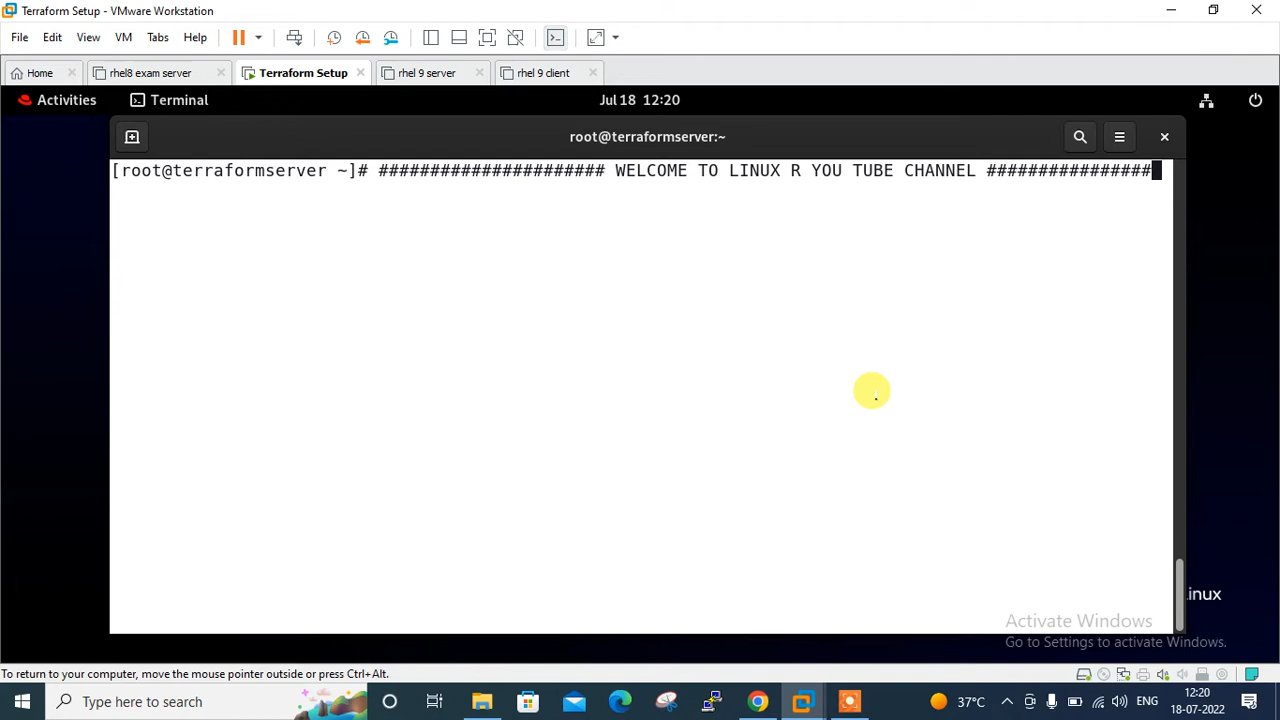 Terraform Setup - VMware Workstation
File Edit View VM Tabs Help
Home rhel8 exam server Terraform Setup rhel 9 server rhel 9 client
Activities Terminal Jul 18 12:20
root@terraformserver:~
[root@terraformserver ~]# ###################### WELCOME TO LINUX R YOU TUBE CHANNEL ################
Linux
Activate Windows
Go to Settings to activate Windows.
To return to your computer, move the mouse pointer outside or press Ctrl+Alt.
Type here to search 37°C ENG 12:20
18-07-2022